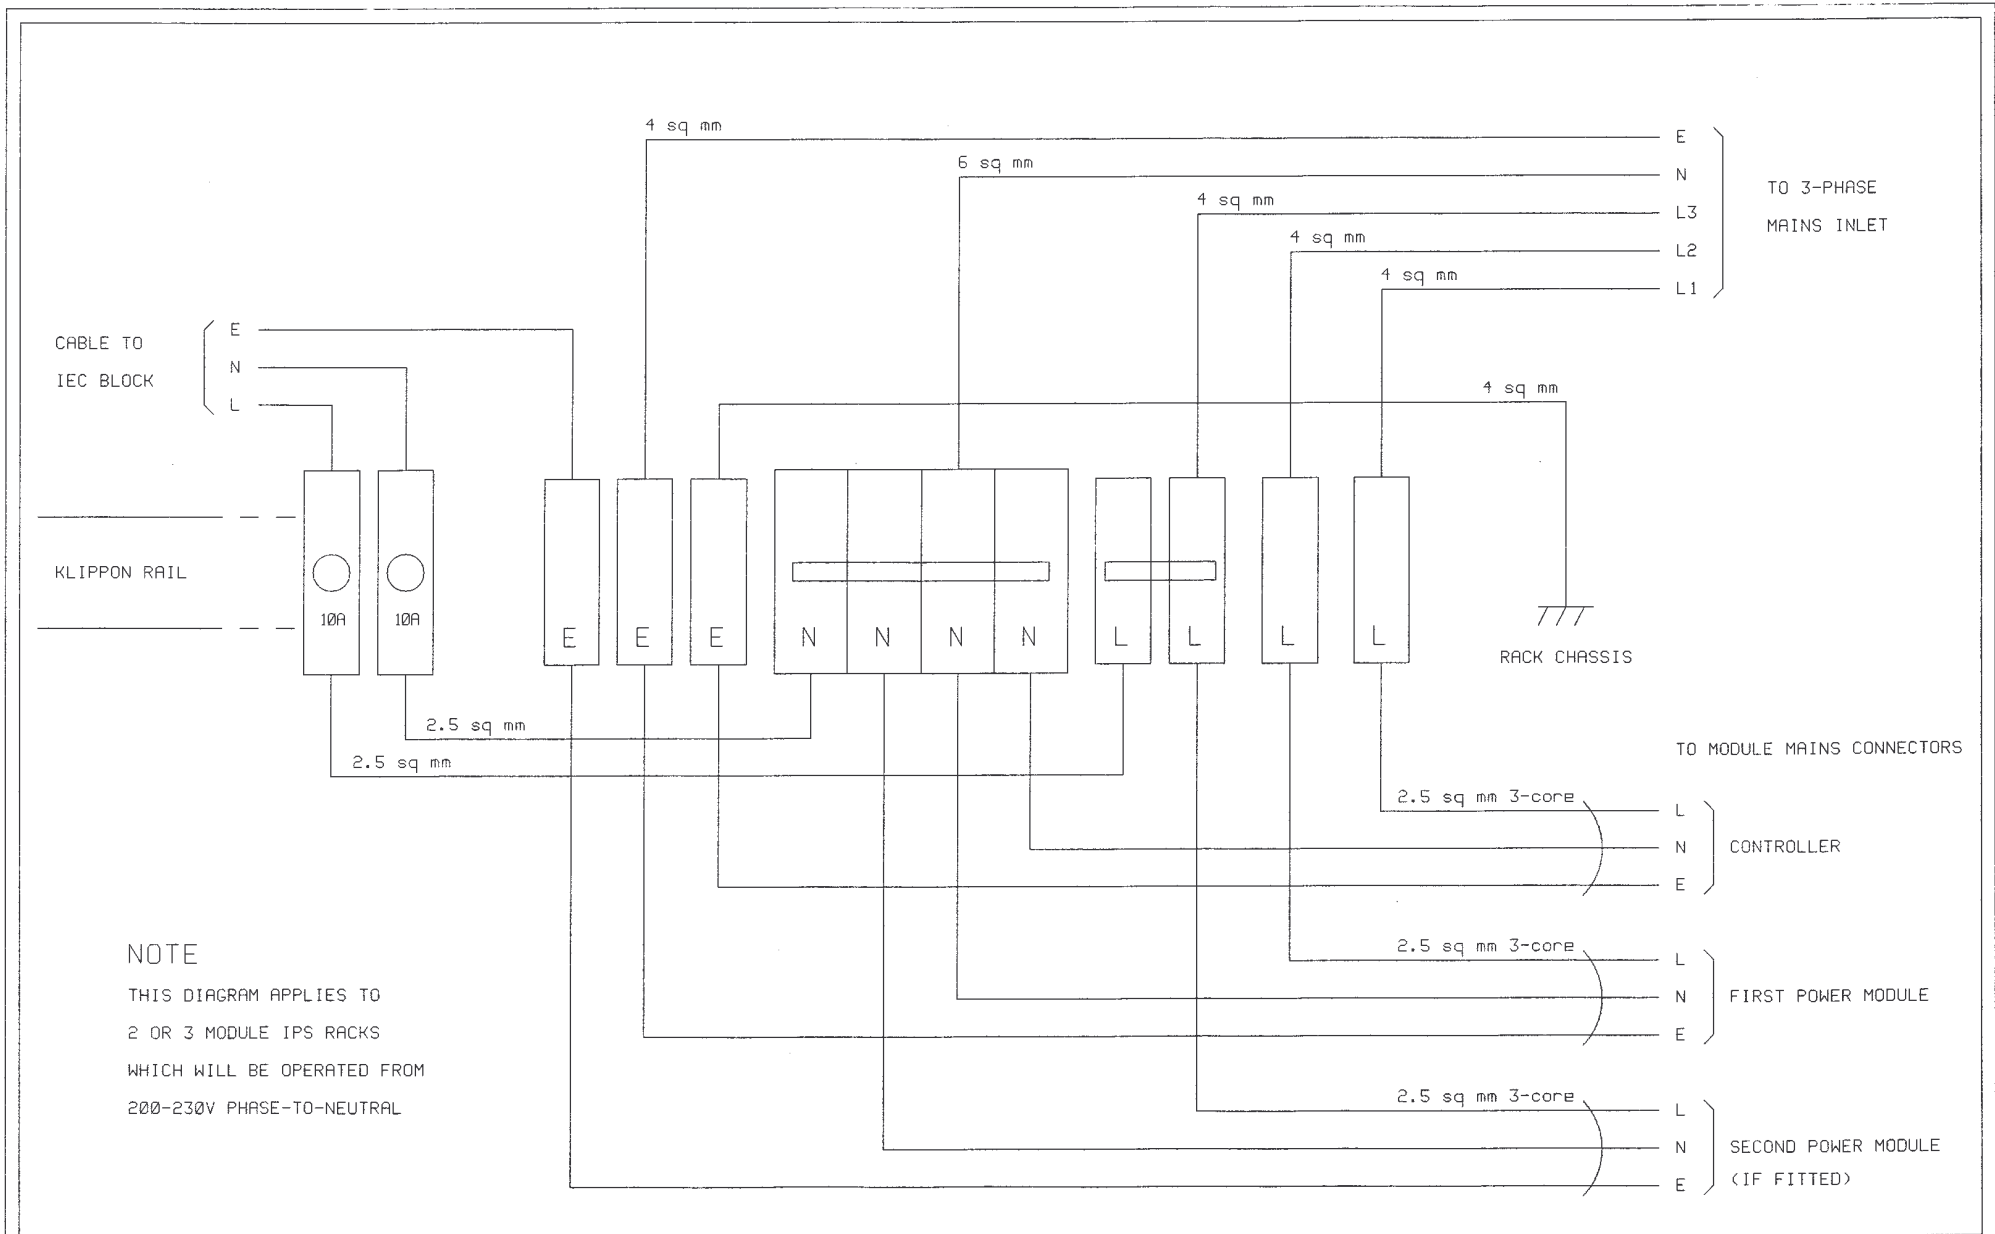 4 sq mm
E
6 sq mm
N
TO 3-PHASE
4 sq mm
L3
MAINS INLET
4 sq mm
L2
4 sq mm
L1
CABLE TO
IEC BLOCK
E
N
L
4 sq mm
KLIPPON RAIL
10A
10A
E
E
E
N
N
N
N
L
L
L
L
RACK CHASSIS
2.5 sq mm
2.5 sq mm
TO MODULE MAINS CONNECTORS
2.5 sq mm 3-core
L
N
CONTROLLER
E
2.5 sq mm 3-core
L
N
FIRST POWER MODULE
E
2.5 sq mm 3-core
L
N
SECOND POWER MODULE
(IF FITTED)
E
NOTE
THIS DIAGRAM APPLIES TO
2 OR 3 MODULE IPS RACKS
WHICH WILL BE OPERATED FROM
200-230V PHASE-TO-NEUTRAL